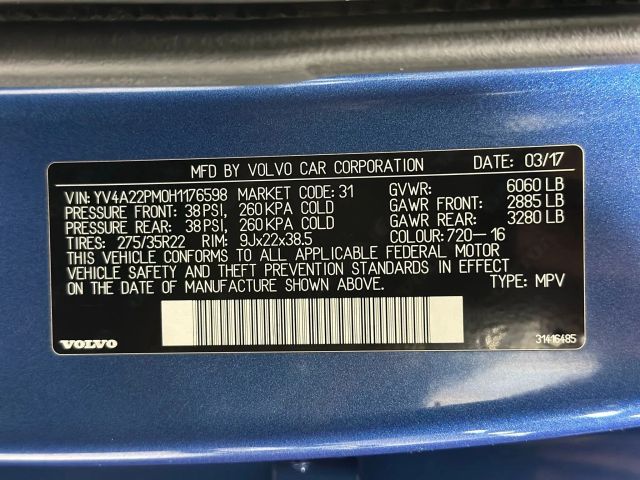 MFD BY VOLVO CAR CORPORATION DATE: 03/17
VIN: YV4A22PM0H1176598 MARKET CODE: 31 GVWR: 6060 LB
PRESSURE FRONT: 38 PSI, 260 KPA COLD GAWR FRONT: 2885 LB
PRESSURE REAR: 38 PSI, 260 KPA COLD GAWR REAR: 3280 LB
TIRES: 275/35R22 RIM: 9Jx22x38.5 COLOUR: 720-16
THIS VEHICLE CONFORMS TO ALL APPLICABLE FEDERAL MOTOR
VEHICLE SAFETY AND THEFT PREVENTION STANDARDS IN EFFECT
ON THE DATE OF MANUFACTURE SHOWN ABOVE. TYPE: MPV
VOLVO 31416485